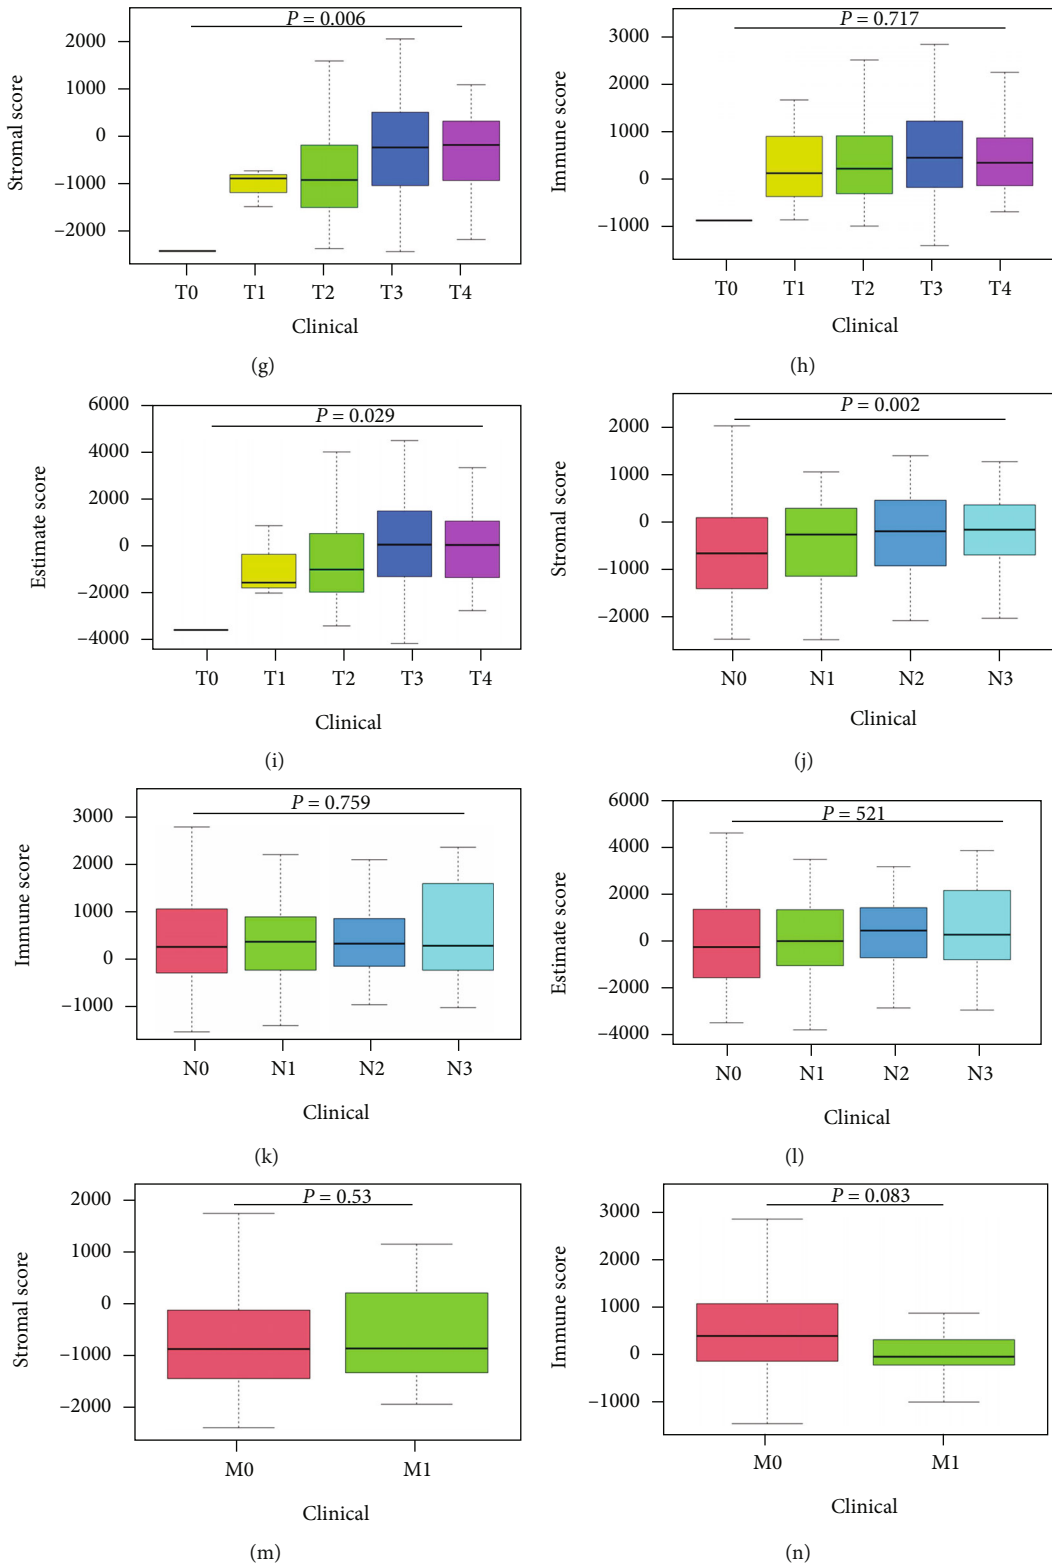 P = 0.006
Stromal score
2000
1000
0
−1000
−2000
T0 T1 T2 T3 T4
Clinical
(g)
P = 0.717
Immune score
3000
2000
1000
0
−1000
T0 T1 T2 T3 T4
Clinical
(h)
P = 0.029
Estimate score
6000
4000
2000
0
−2000
−4000
T0 T1 T2 T3 T4
Clinical
(i)
P = 0.002
Stromal score
2000
1000
0
−1000
−2000
N0 N1 N2 N3
Clinical
(j)
P = 0.759
Immune score
3000
2000
1000
0
−1000
N0 N1 N2 N3
Clinical
(k)
P = 521
Estimate score
6000
4000
2000
0
−2000
−4000
N0 N1 N2 N3
Clinical
(l)
P = 0.53
Stromal score
2000
1000
0
−1000
−2000
M0 M1
Clinical
(m)
P = 0.083
Immune score
3000
2000
1000
0
−1000
M0 M1
Clinical
(n)